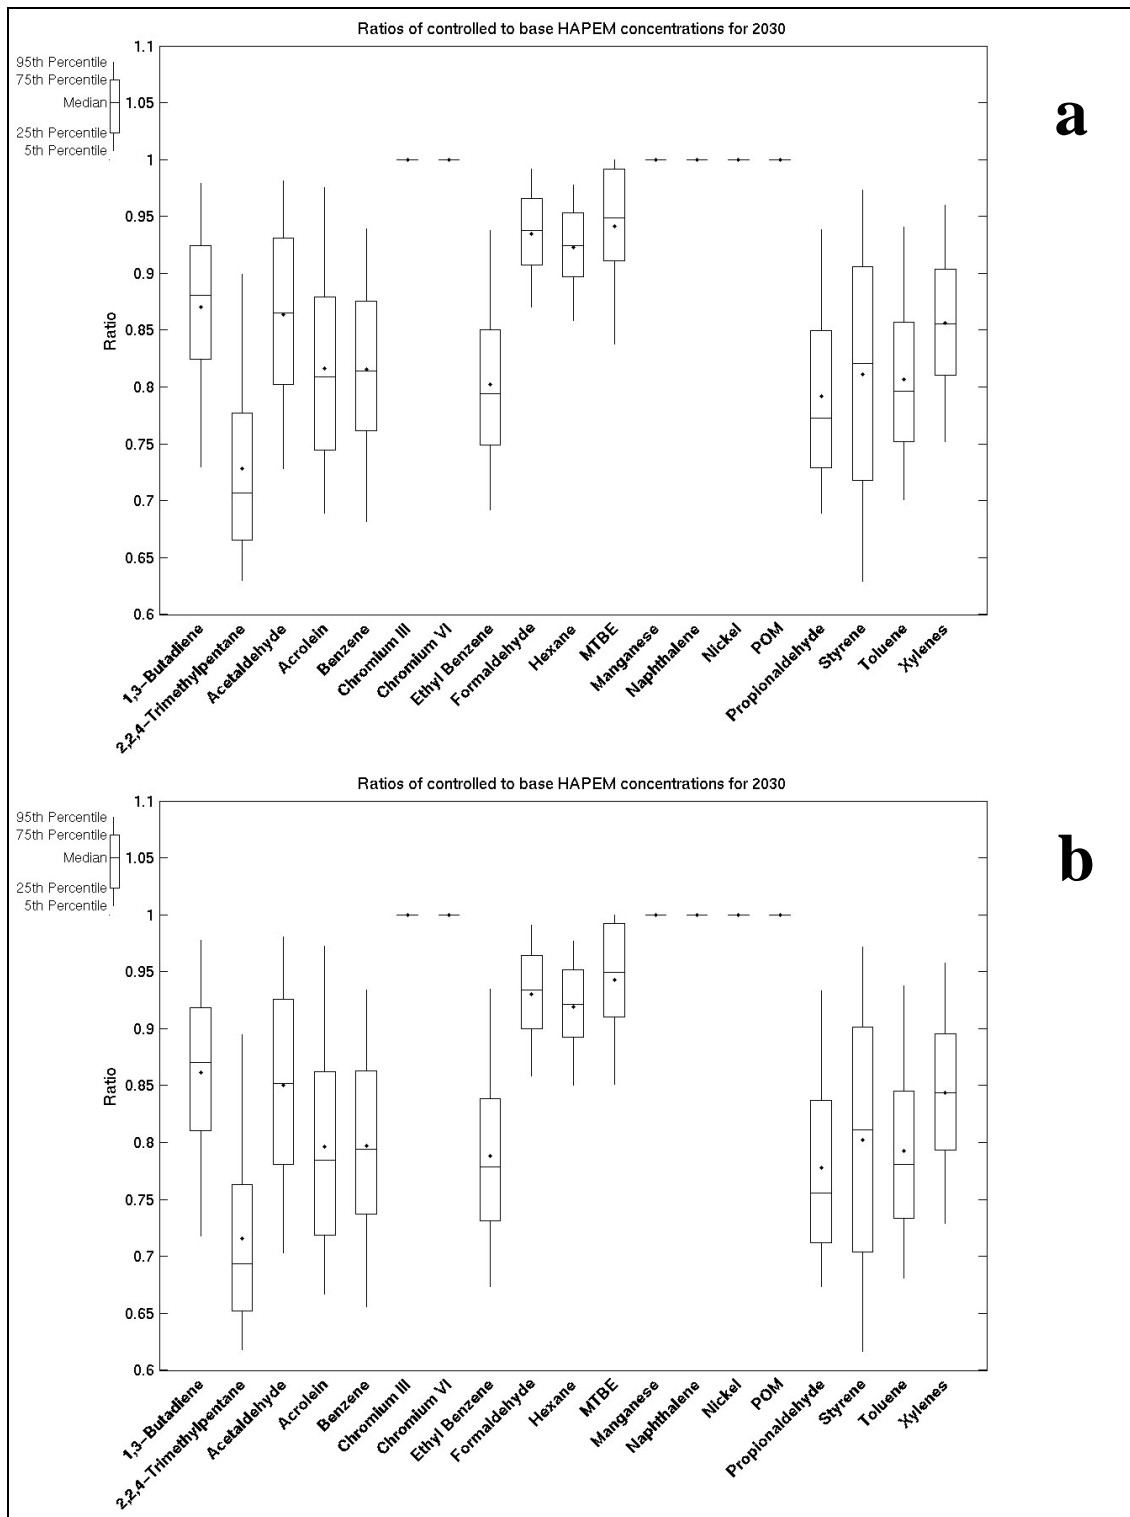 Ratios of controlled to base HAPEM concentrations for 2030
a
95th Percentile
75th Percentile
Median
25th Percentile
5th Percentile
1.1
1.05
1
0.95
0.9
0.85
0.8
0.75
0.7
0.65
0.6
Ratio
1,3-Butadiene
2,2,4-Trimethylpentane
Acetaldehyde
Acrolein
Benzene
Chromium III
Chromium VI
Ethyl Benzene
Formaldehyde
Hexane
MTBE
Manganese
Naphthalene
Nickel
POM
Propionaldehyde
Styrene
Toluene
Xylenes
Ratios of controlled to base HAPEM concentrations for 2030
b
95th Percentile
75th Percentile
Median
25th Percentile
5th Percentile
1.1
1.05
1
0.95
0.9
0.85
0.8
0.75
0.7
0.65
0.6
Ratio
1,3-Butadiene
2,2,4-Trimethylpentane
Acetaldehyde
Acrolein
Benzene
Chromium III
Chromium VI
Ethyl Benzene
Formaldehyde
Hexane
MTBE
Manganese
Naphthalene
Nickel
POM
Propionaldehyde
Styrene
Toluene
Xylenes